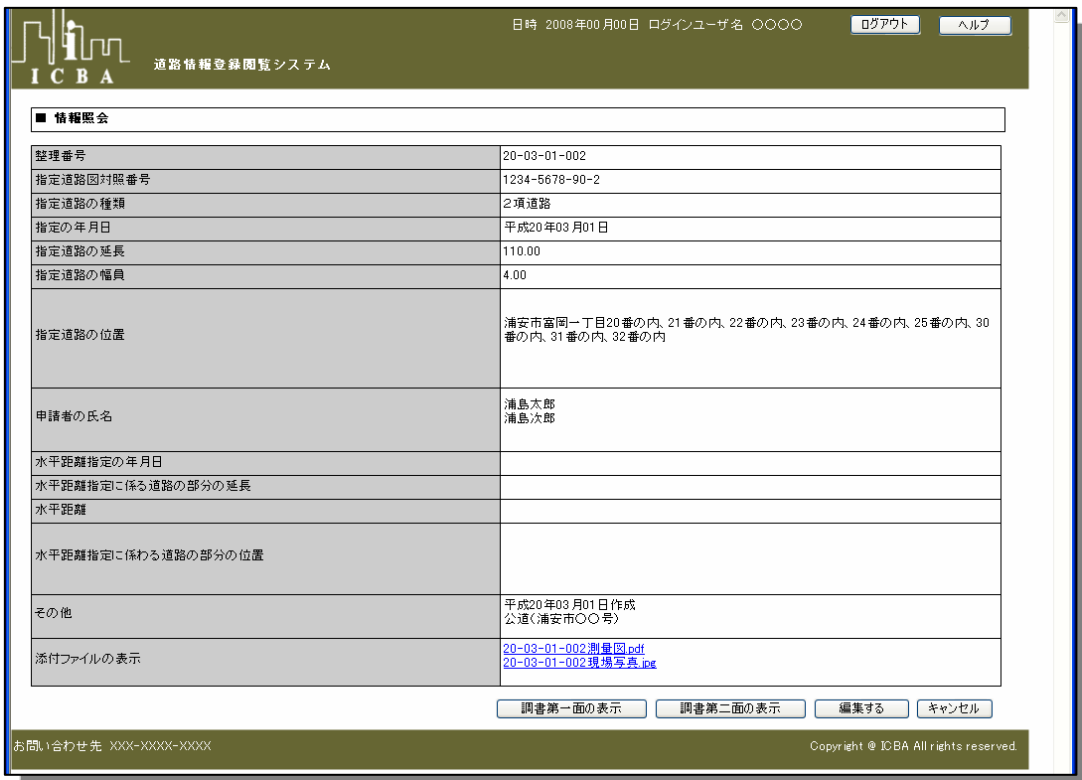 日時 2008年00月00日 ログインユーザ名 〇〇〇〇 ログアウト ヘルプ
ICBA 道路情報登録閲覧システム
■ 情報照会
整理番号 20-03-01-002
指定道路図対照番号 1234-5678-90-2
指定道路の種類 2項道路
指定の年月日 平成20年03月01日
指定道路の延長 110.00
指定道路の幅員 4.00
指定道路の位置 浦安市富岡一丁目20番の内、21番の内、22番の内、23番の内、24番の内、25番の内、30
番の内、31番の内、32番の内
申請者の氏名 浦島太郎
浦島次郎
水平距離指定の年月日
水平距離指定に係る道路の部分の延長
水平距離
水平距離指定に係わる道路の部分の位置
その他 平成20年03月01日作成
公道(浦安市〇〇号)
添付ファイルの表示 20-03-01-002測量図.pdf
20-03-01-002現場写真.jpg
調書第一面の表示 調書第二面の表示 編集する キャンセル
お問い合わせ先 XXX-XXXX-XXXX Copyright @ ICBA All rights reserved.